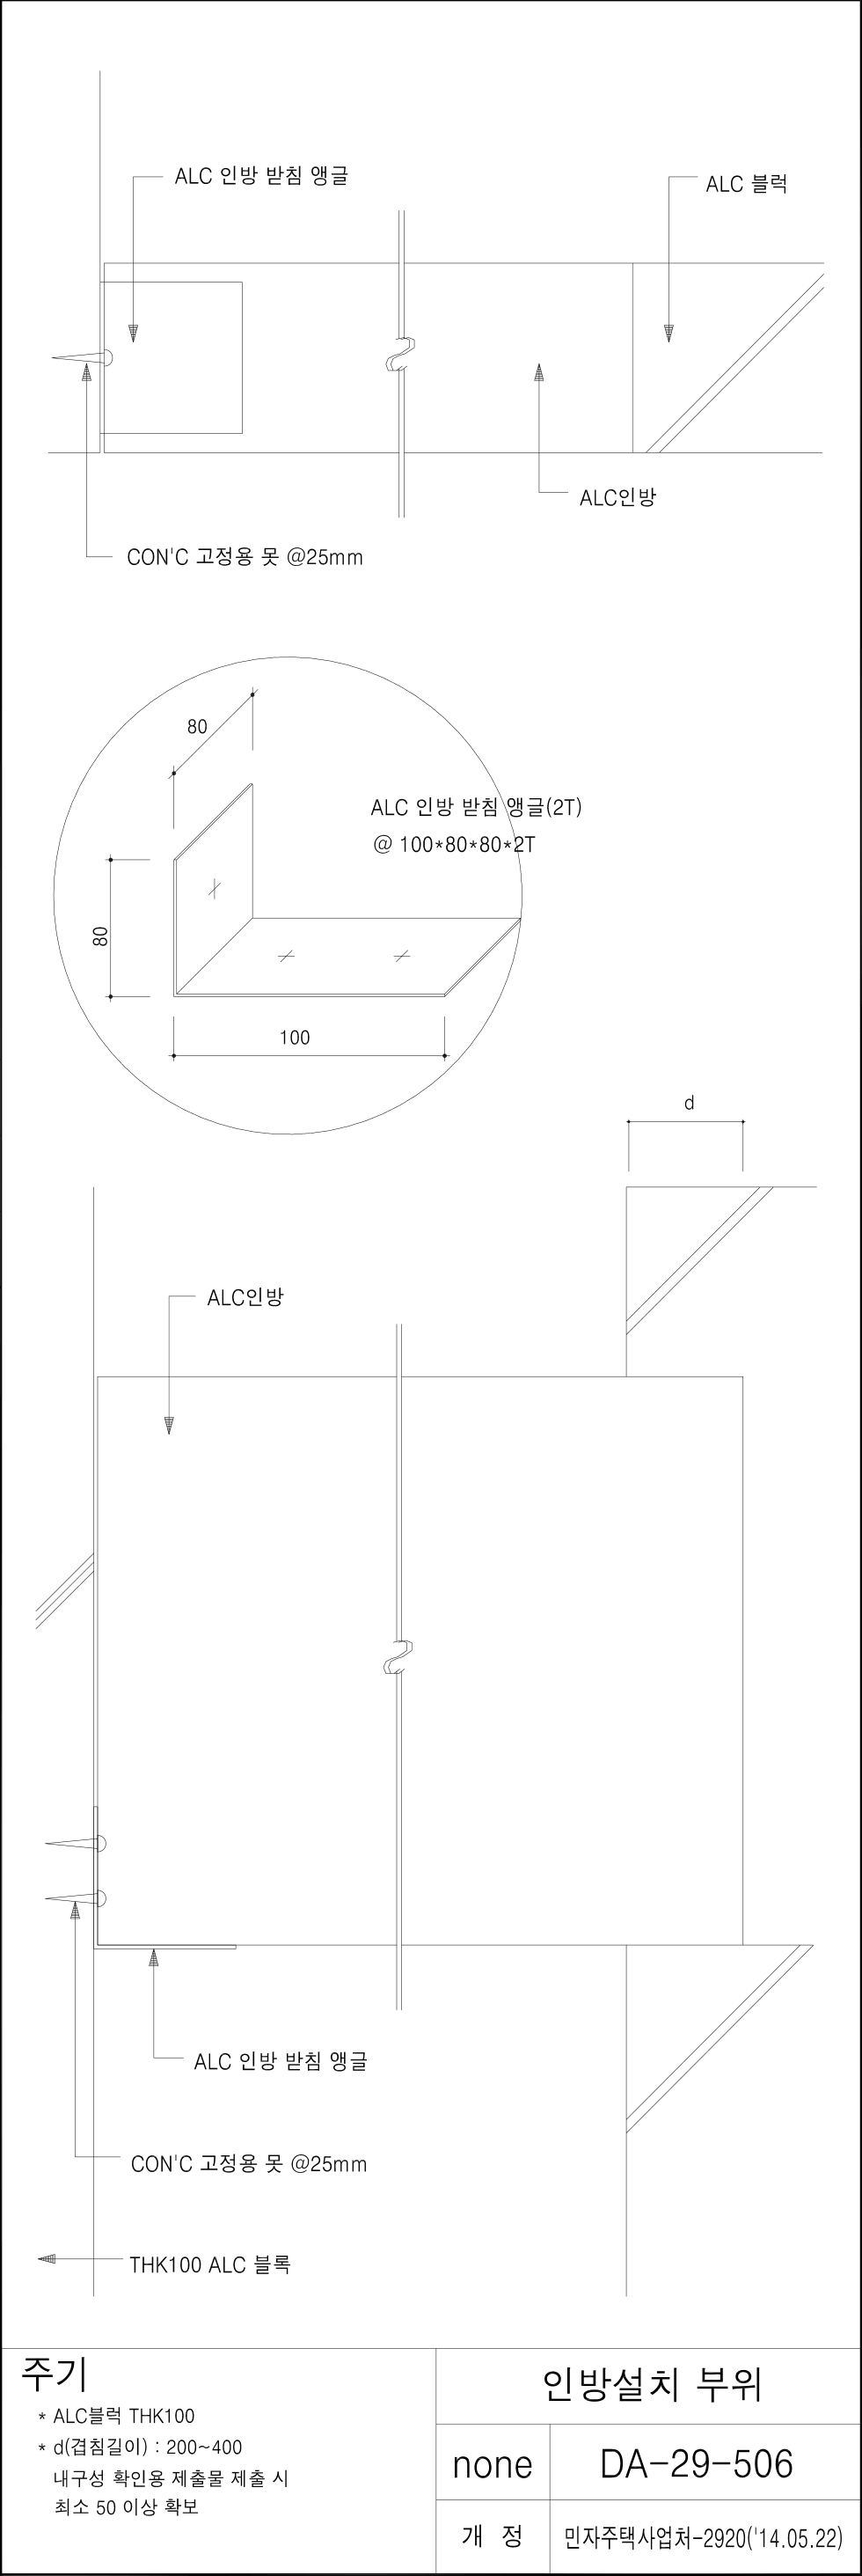 ALC 인방 받침 앵글
ALC 블럭
ALC인방
CON'C 고정용 못 @25mm
80
ALC 인방 받침 앵글(2T)
@ 100*80*80*2T
80
100
d
ALC인방
ALC 인방 받침 앵글
CON'C 고정용 못 @25mm
THK100 ALC 블록
주기
* ALC블럭 THK100
* d(겹침길이) : 200~400
내구성 확인용 제출물 제출 시
최소 50 이상 확보
인방설치 부위
none
DA-29-506
개 정
민자주택사업처-2920('14.05.22)